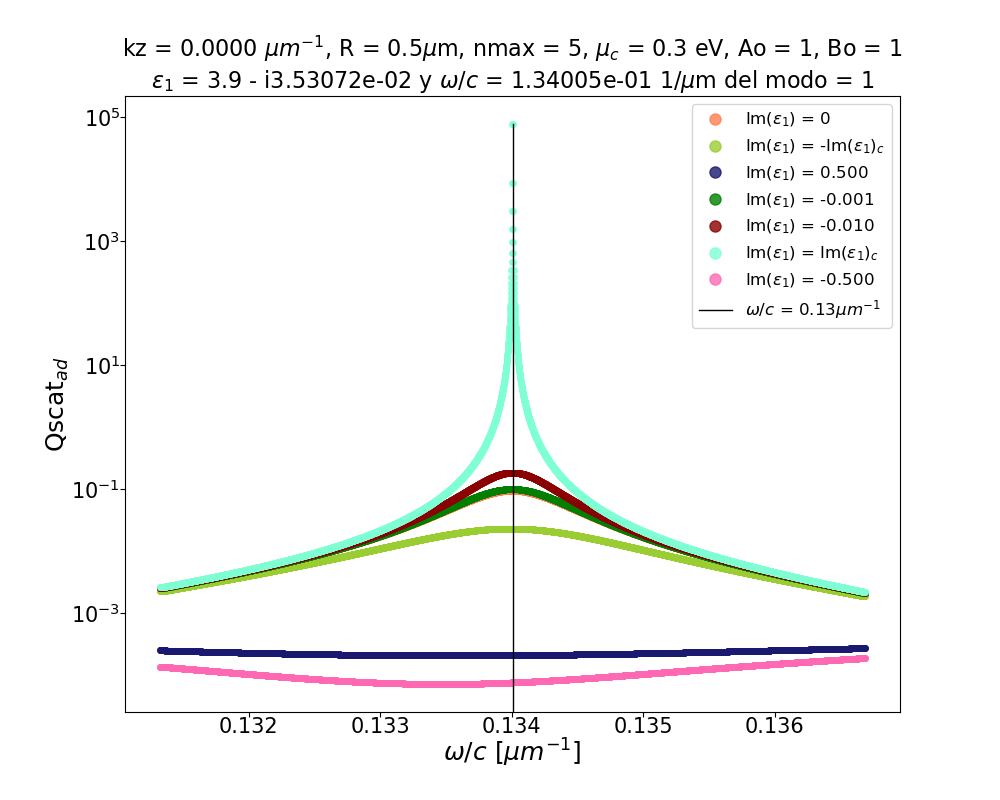 kz = 0.0000 μm⁻¹, R = 0.5μm, nmax = 5, μ_c = 0.3 eV, Ao = 1, Bo = 1
ε₁ = 3.9 - i3.53072e-02 y ω/c = 1.34005e-01 1/μm del modo = 1
Im(ε₁) = 0
Im(ε₁) = -Im(ε₁)_c
Im(ε₁) = 0.500
Im(ε₁) = -0.001
Im(ε₁) = -0.010
Im(ε₁) = Im(ε₁)_c
Im(ε₁) = -0.500
ω/c = 0.13μm⁻¹
Qscat_ad
10⁵
10³
10¹
10⁻¹
10⁻³
0.132 0.133 0.134 0.135 0.136
ω/c [μm⁻¹]